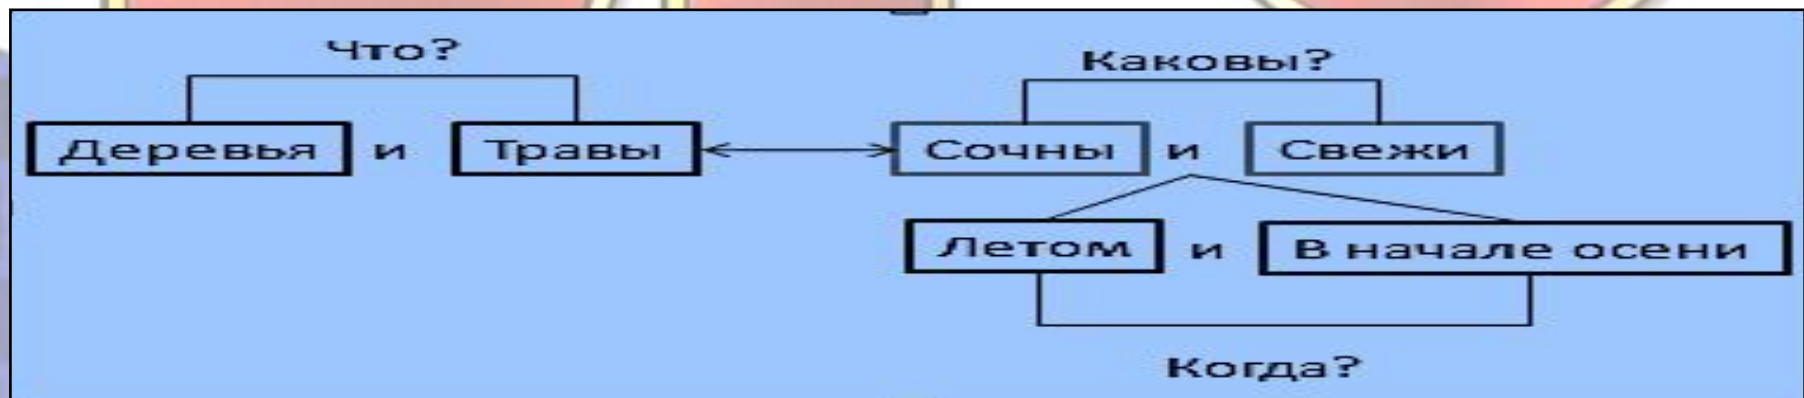 Что? Каковы?
Деревья и Травы Сочны и Свежи
Летом и В начале осени
Когда?